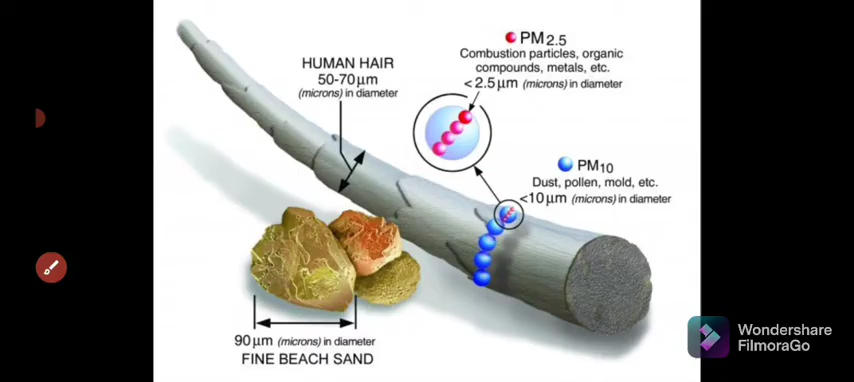 PM2.5
Combustion particles, organic
compounds, metals, etc.
<2.5µm (microns) in diameter
HUMAN HAIR
50-70µm
(microns) in diameter
PM10
Dust, pollen, mold, etc.
<10µm (microns) in diameter
90µm (microns) in diameter
FINE BEACH SAND
Wondershare
FilmoraGo